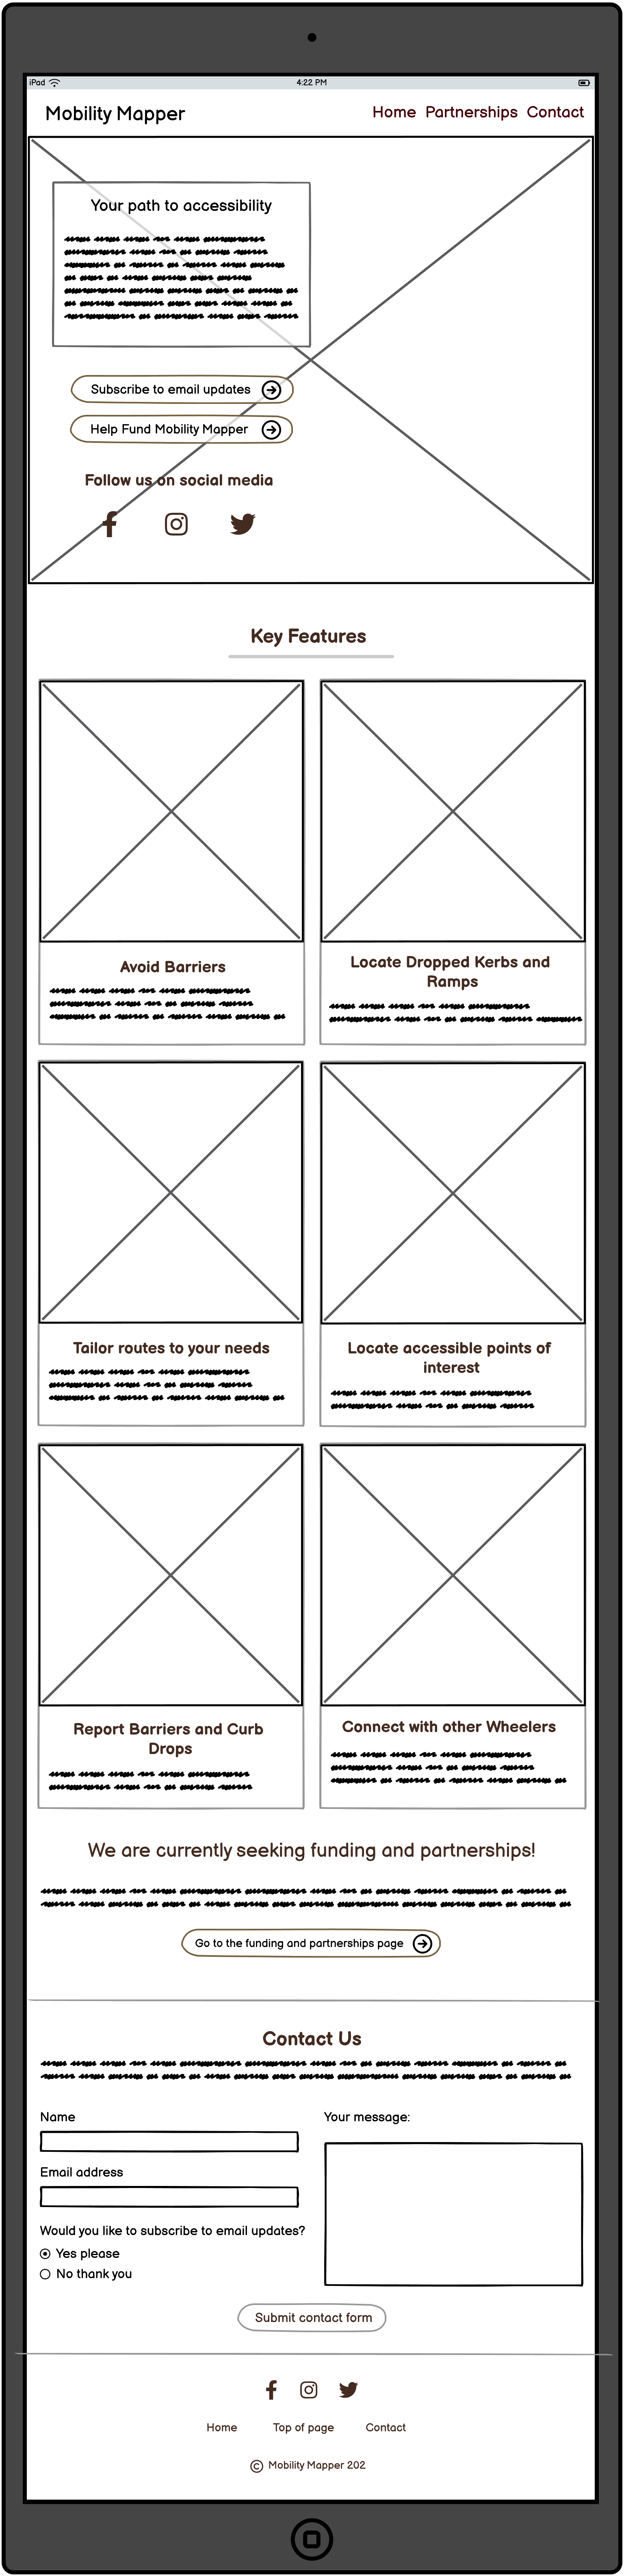 iPad
4:22 PM
Mobility Mapper
Home Partnerships Contact
Your path to accessibility
Subscribe to email updates
Help Fund Mobility Mapper
Follow us on social media
Key Features
Avoid Barriers
Locate Dropped Kerbs and
Ramps
Tailor routes to your needs
Locate accessible points of
interest
Report Barriers and Curb
Drops
Connect with other Wheelers
We are currently seeking funding and partnerships!
Go to the funding and partnerships page
Contact Us
Name
Your message:
Email address
Would you like to subscribe to email updates?
Yes please
No thank you
Submit contact form
Home Top of page Contact
© Mobility Mapper 202